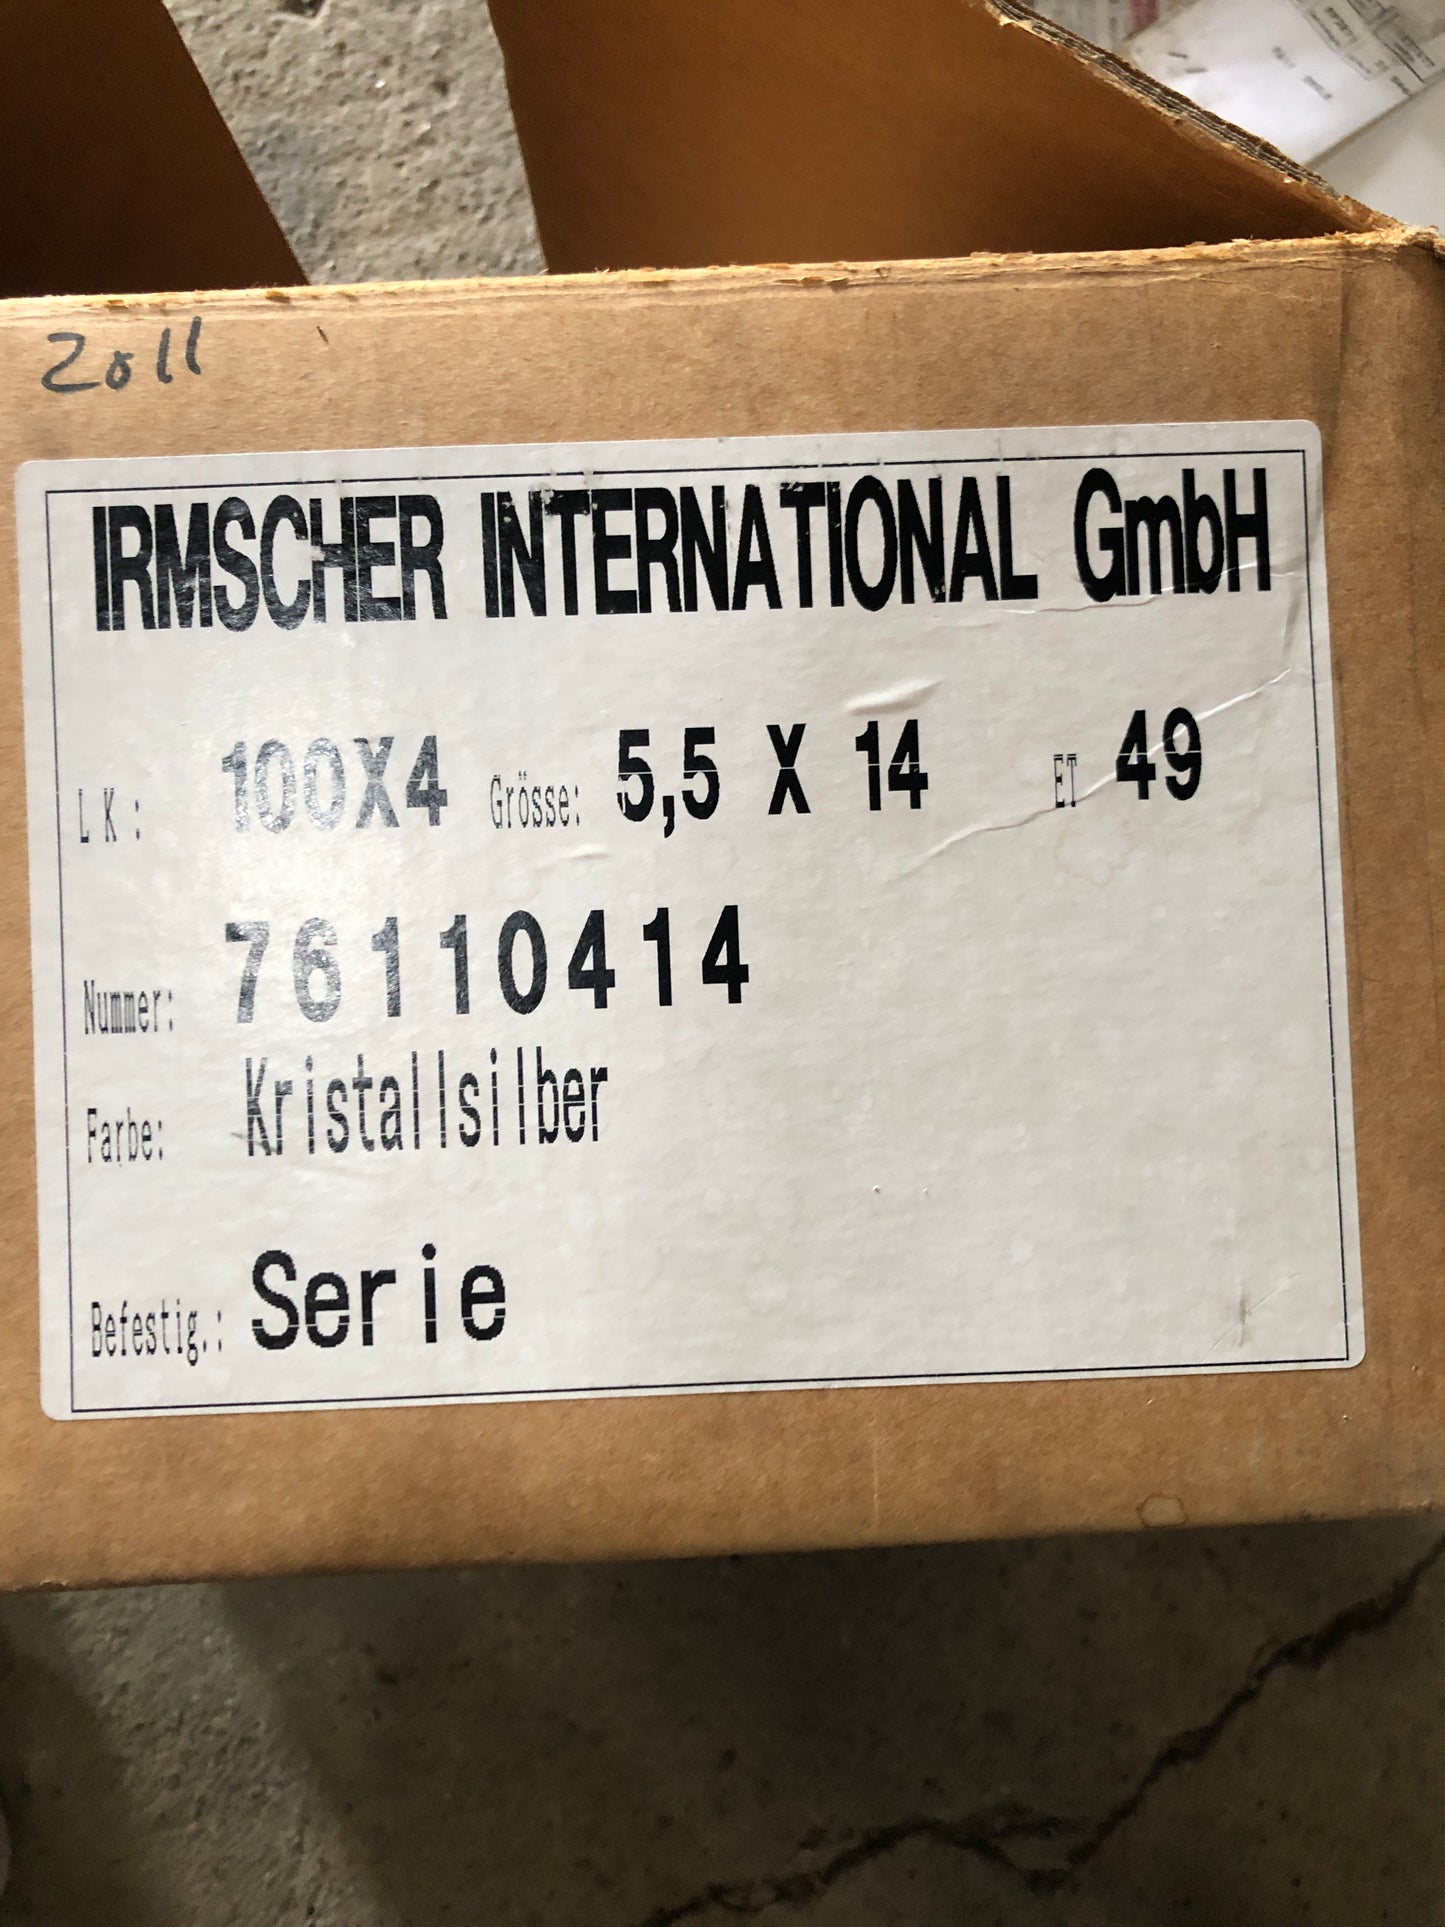 Zoll
IRMSCHER INTERNATIONAL GmbH
LK: 100X4 Grösse: 5,5 X 14 ET 49
Nummer: 76110414
Farbe: Kristallsilber
Befestig.: Serie